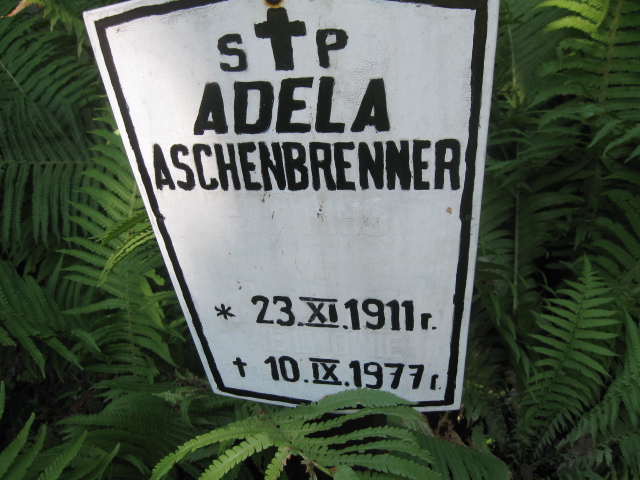 S ✝ P
ADELA
ASCHENBRENNER
* 23.XI.1911 r.
✝ 10.IX.1977 r.